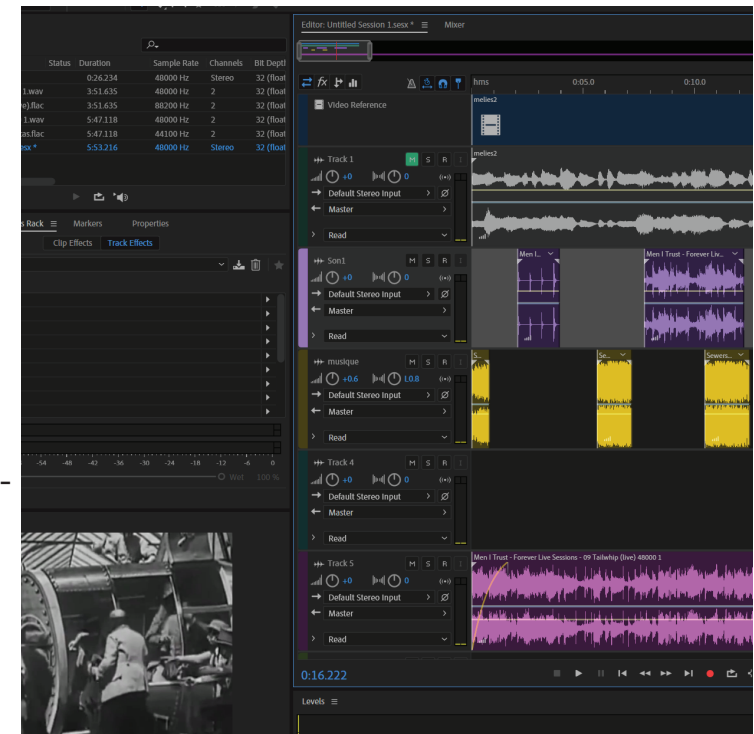 Editor: Untitled Session 1.sesx * ≡ Mixer
Status Duration Sample Rate Channels Bit Depth
0:26.234 48000 Hz Stereo 32 (float
1.wav 3:51.635 48000 Hz 2 32 (float
e).flac 3:51.635 88200 Hz 2 32 (float
1.wav 5:47.118 48000 Hz 2 32 (float
as.flac 5:47.118 44100 Hz 2 32 (float
esx * 5:53.216 48000 Hz Stereo 32 (float
s Rack ≡ Markers Properties
Clip Effects Track Effects
-54 -48 -42 -36 -30 -24 -18 -12 -6 0
Wet 100 %
fx
hms 0:05.0 0:10.0
Video Reference
melies2
Track 1 M S R I
melies2
+0 0
Default Stereo Input
Master
Read
Son1 M S R I
Men I... Men I Trust - Forever Liv...
+0 0
Default Stereo Input
Master
Read
musique M S R I
S... Se... Sewers...
+0.6 L0.8
Default Stereo Input
Master
Read
Track 4 M S R I
+0 0
Default Stereo Input
Master
Read
Track 5 M S R I
Men I Trust - Forever Live Sessions - 09 Tailwhip (live) 48000 1
+0 0
Default Stereo Input
Master
Read
0:16.222
Levels ≡